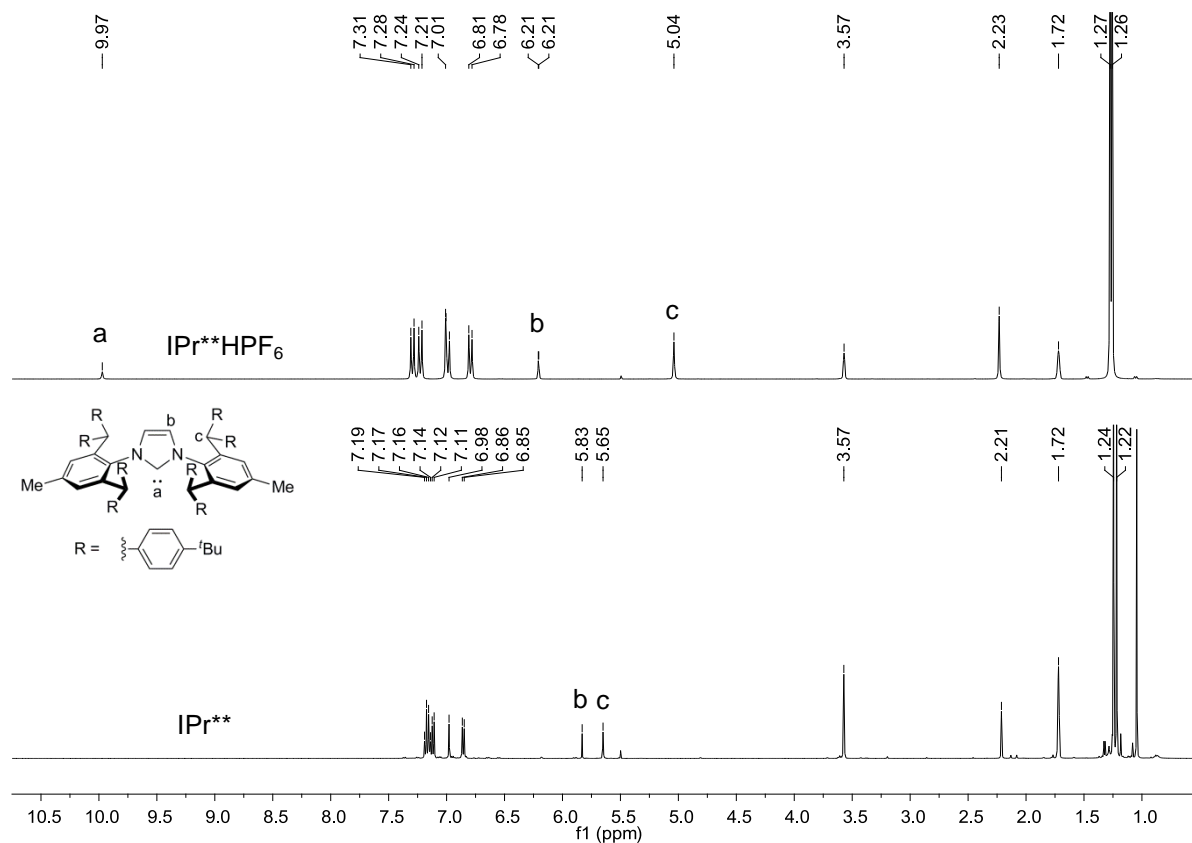 9.97
7.31
7.28
7.24
7.21
7.01
6.81
6.78
6.21
6.21
5.04
3.57
2.23
1.72
1.27
1.26
a
IPr**HPF₆
b
c
R
R
b
R
c
R
R
N
N
R
R
Me
R
R
Me
a
R = ᵗBu
7.19
7.17
7.16
7.14
7.12
7.11
6.98
6.86
6.85
5.83
5.65
3.57
2.21
1.72
1.24
1.22
IPr**
b
c
10.5 10.0 9.5 9.0 8.5 8.0 7.5 7.0 6.5 6.0 5.5 5.0 4.5 4.0 3.5 3.0 2.5 2.0 1.5 1.0
f1 (ppm)